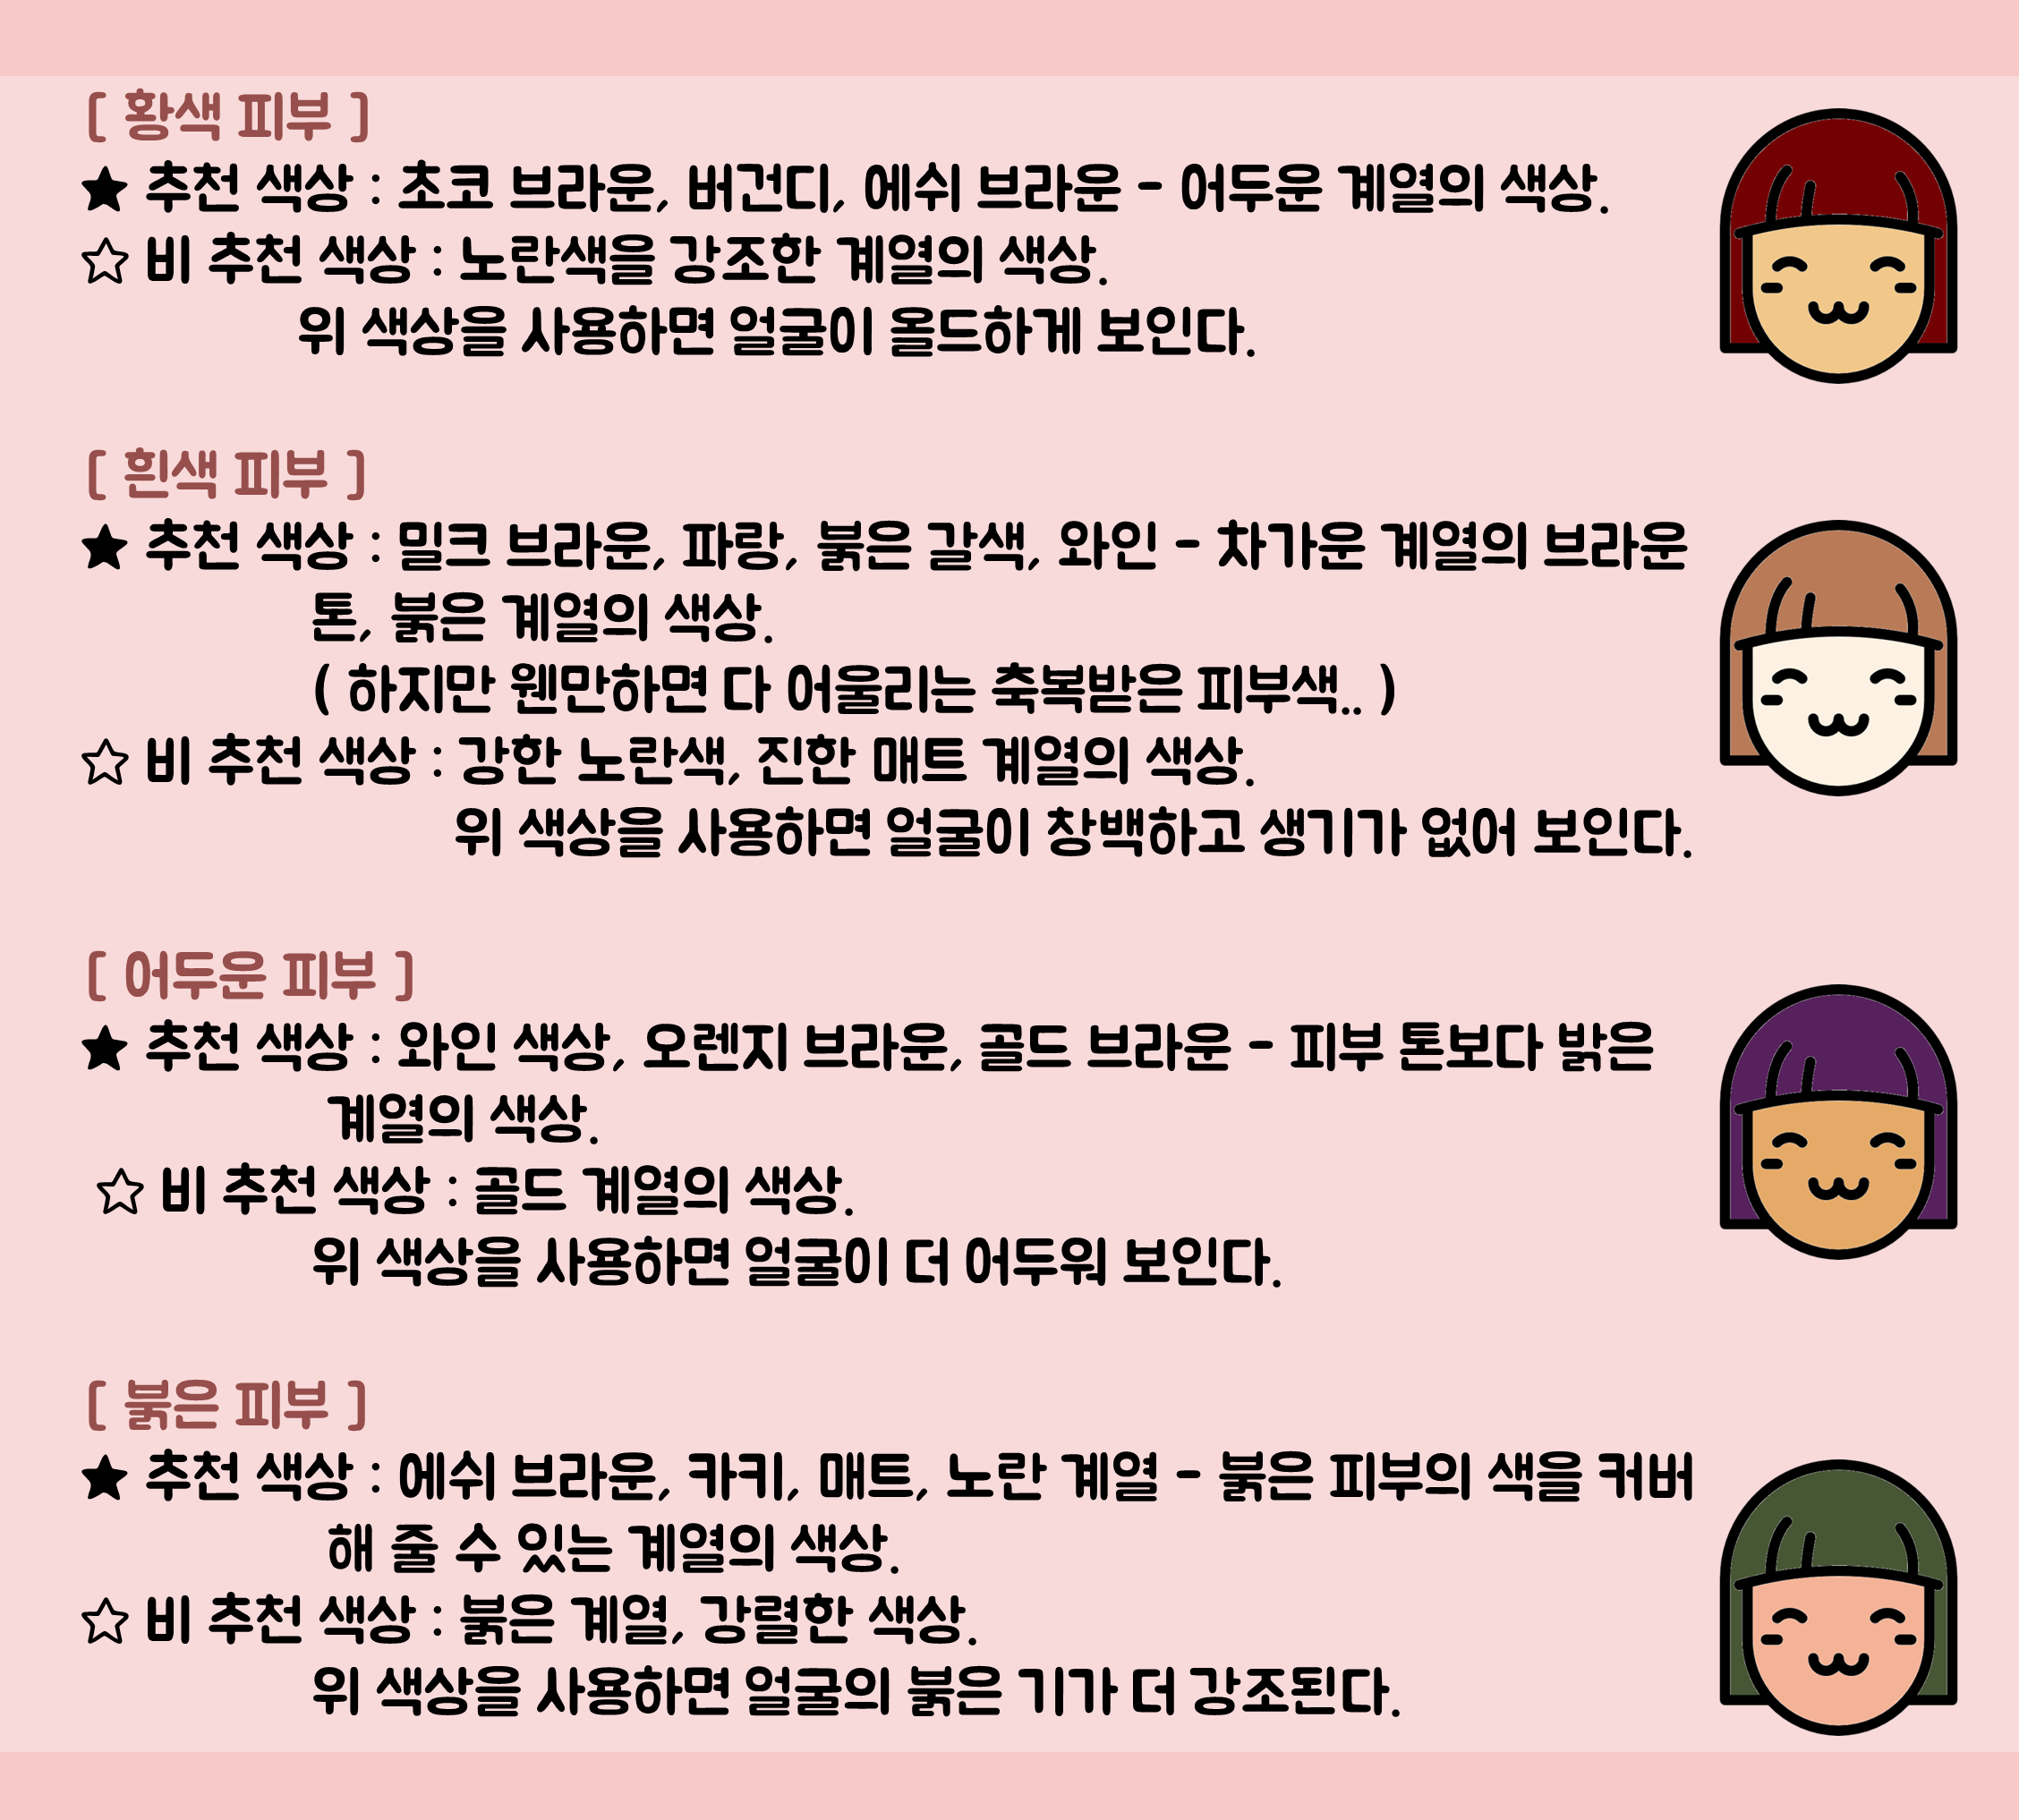 [ 황색 피부 ]
★ 추천 색상 : 초코 브라운, 버건디, 에쉬 브라운 - 어두운 계열의 색상.
☆ 비 추천 색상 : 노란색을 강조한 계열의 색상.
위 색상을 사용하면 얼굴이 올드하게 보인다.
[ 흰색 피부 ]
★ 추천 색상 : 밀크 브라운, 파랑, 붉은 갈색, 와인 - 차가운 계열의 브라운
톤, 붉은 계열의 색상.
( 하지만 웬만하면 다 어울리는 축복받은 피부색.. )
☆ 비 추천 색상 : 강한 노란색, 진한 매트 계열의 색상.
위 색상을 사용하면 얼굴이 창백하고 생기가 없어 보인다.
[ 어두운 피부 ]
★ 추천 색상 : 와인 색상, 오렌지 브라운, 골드 브라운 - 피부 톤보다 밝은
계열의 색상.
☆ 비 추천 색상 : 골드 계열의 색상.
위 색상을 사용하면 얼굴이 더 어두워 보인다.
[ 붉은 피부 ]
★ 추천 색상 : 에쉬 브라운, 카키, 매트, 노란 계열 - 붉은 피부의 색을 커버
해 줄 수 있는 계열의 색상.
☆ 비 추천 색상 : 붉은 계열, 강렬한 색상.
위 색상을 사용하면 얼굴의 붉은 기가 더 강조된다.